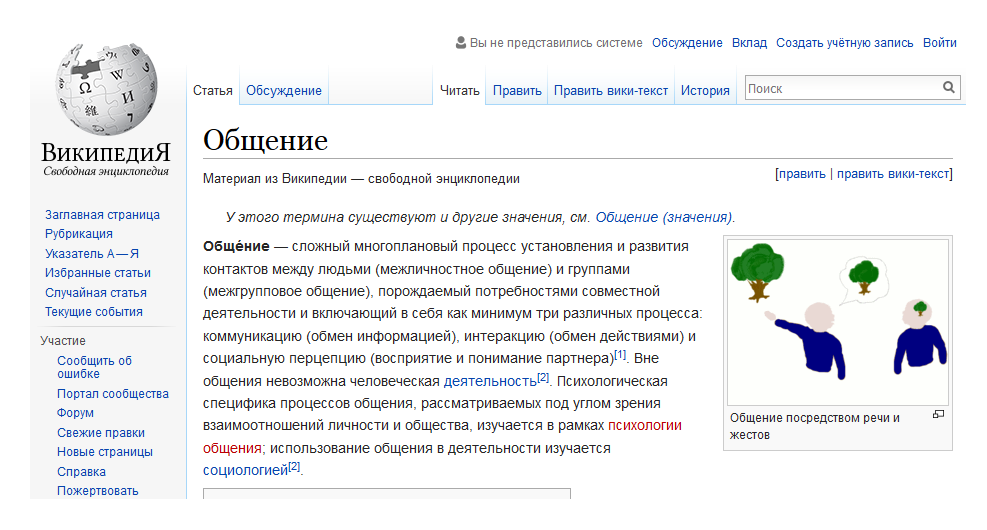 Вы не представились системе Обсуждение Вклад Создать учётную запись Войти
Статья Обсуждение Читать Править Править вики-текст История Поиск
ВикипедиЯ
Свободная энциклопедия
Заглавная страница
Рубрикация
Указатель А — Я
Избранные статьи
Случайная статья
Текущие события
Участие
Сообщить об
ошибке
Портал сообщества
Форум
Свежие правки
Новые страницы
Справка
Пожертвовать
Общение
Материал из Википедии — свободной энциклопедии
[править | править вики-текст]
У этого термина существуют и другие значения, см. Общение (значения).
Обще́ние — сложный многоплановый процесс установления и развития
контактов между людьми (межличностное общение) и группами
(межгрупповое общение), порождаемый потребностями совместной
деятельности и включающий в себя как минимум три различных процесса:
коммуникацию (обмен информацией), интеракцию (обмен действиями) и
социальную перцепцию (восприятие и понимание партнера)[1]. Вне
общения невозможна человеческая деятельность[2]. Психологическая
специфика процессов общения, рассматриваемых под углом зрения
взаимоотношений личности и общества, изучается в рамках психологии
общения; использование общения в деятельности изучается
социологией[2].
Общение посредством речи и
жестов